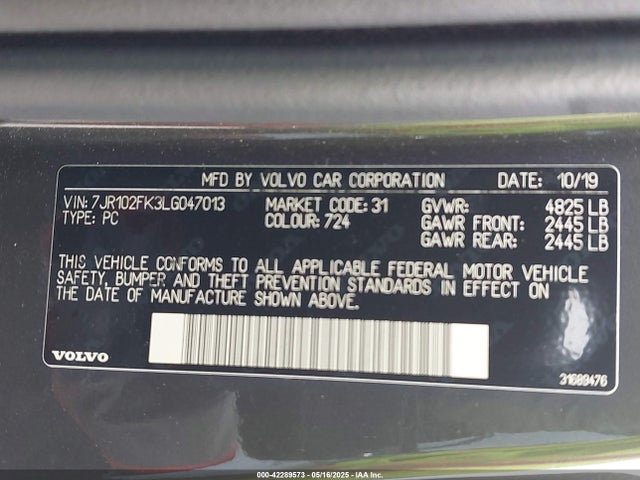 MFD BY VOLVO CAR CORPORATION DATE: 10/19
VIN: 7JR102FK3LG047013 MARKET CODE: 31 GVWR: 4825 LB
TYPE: PC COLOUR: 724 GAWR FRONT: 2445 LB
GAWR REAR: 2445 LB
THIS VEHICLE CONFORMS TO ALL APPLICABLE FEDERAL MOTOR VEHICLE
SAFETY, BUMPER AND THEFT PREVENTION STANDARDS IN EFFECT ON
THE DATE OF MANUFACTURE SHOWN ABOVE.
VOLVO
31689476
000-42289573 - 05/16/2025 - IAA, Inc.